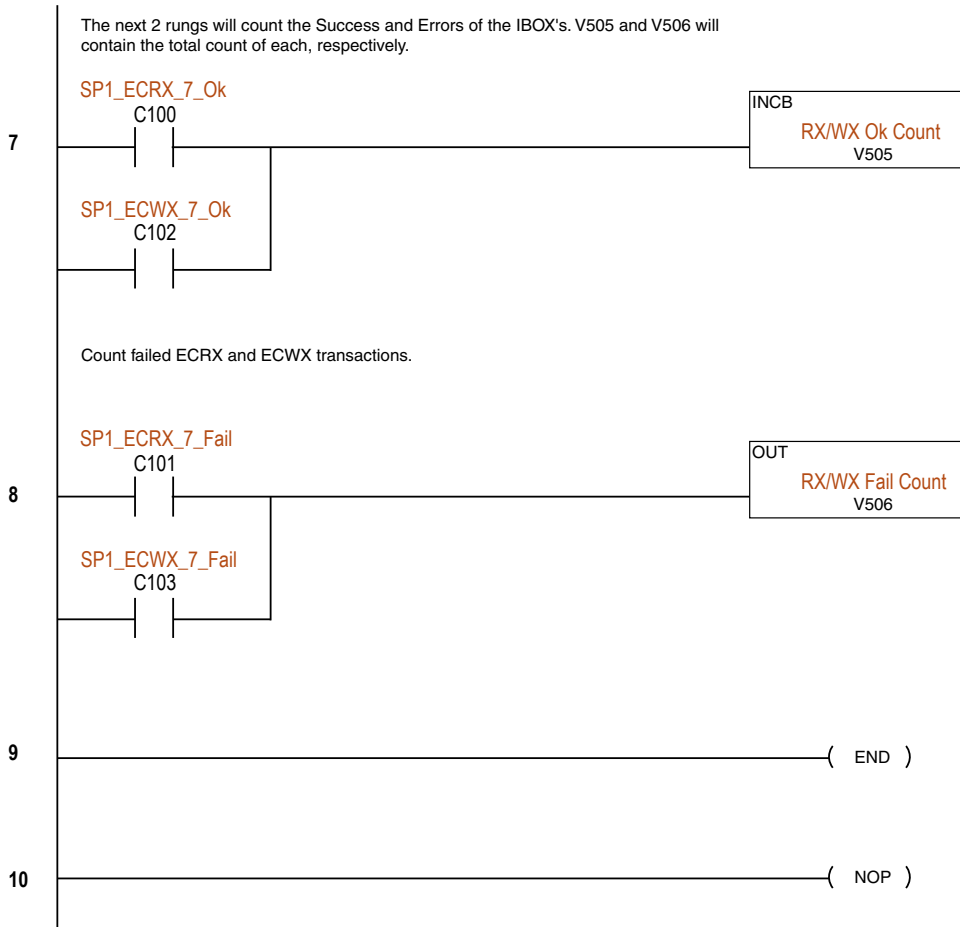 The next 2 rungs will count the Success and Errors of the IBOX's. V505 and V506 will
contain the total count of each, respectively.
SP1_ECRX_7_Ok
C100
7
INCB
RX/WX Ok Count
V505
SP1_ECWX_7_Ok
C102
Count failed ECRX and ECWX transactions.
SP1_ECRX_7_Fail
C101
8
OUT
RX/WX Fail Count
V506
SP1_ECWX_7_Fail
C103
9
( END )
10
( NOP )